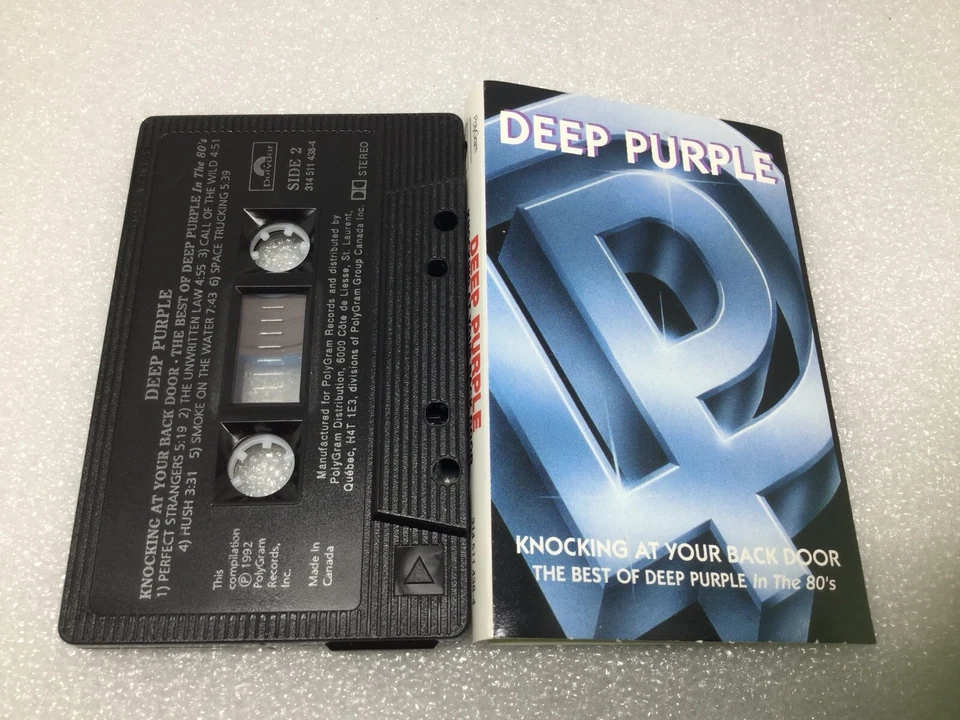 KNOCKING AT YOUR BACK DOOR · THE BEST OF DEEP PURPLE In The 80's
DEEP PURPLE
1) PERFECT STRANGERS 5:19 2) THE UNWRITTEN LAW 4:55 3) CALL OF THE WILD 4:51
4) HUSH 3:31 5) SMOKE ON THE WATER 7:43 6) SPACE TRUCKING 5:39
polydor
SIDE 2
314 511 438-4
STEREO
This
compilation
℗ 1992
PolyGram
Records,
Inc.
Made In
Canada
Manufactured for PolyGram Records and distributed by
PolyGram Distribution, 6000 Côte de Liesse, St. Laurent,
Québec, H4T 1E3, divisions of PolyGram Group Canada Inc.
PolyGram
DEEP PURPLE
DEEP PURPLE
KNOCKING AT YOUR BACK DOOR
THE BEST OF DEEP PURPLE In The 80's